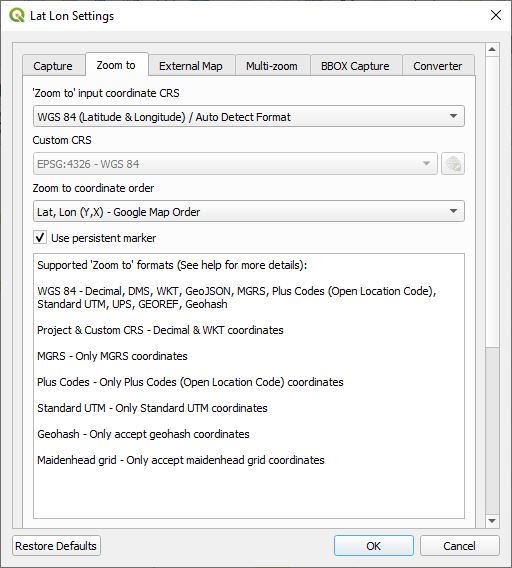 Lat Lon Settings
Capture
Zoom to
External Map
Multi-zoom
BBOX Capture
Converter
'Zoom to' input coordinate CRS
WGS 84 (Latitude & Longitude) / Auto Detect Format
Custom CRS
EPSG:4326 - WGS 84
Zoom to coordinate order
Lat, Lon (Y,X) - Google Map Order
Use persistent marker
Supported 'Zoom to' formats (See help for more details):
WGS 84 - Decimal, DMS, WKT, GeoJSON, MGRS, Plus Codes (Open Location Code),
Standard UTM, UPS, GEOREF, Geohash
Project & Custom CRS - Decimal & WKT coordinates
MGRS - Only MGRS coordinates
Plus Codes - Only Plus Codes (Open Location Code) coordinates
Standard UTM - Only Standard UTM coordinates
Geohash - Only accept geohash coordinates
Maidenhead grid - Only accept maidenhead grid coordinates
Restore Defaults
OK
Cancel